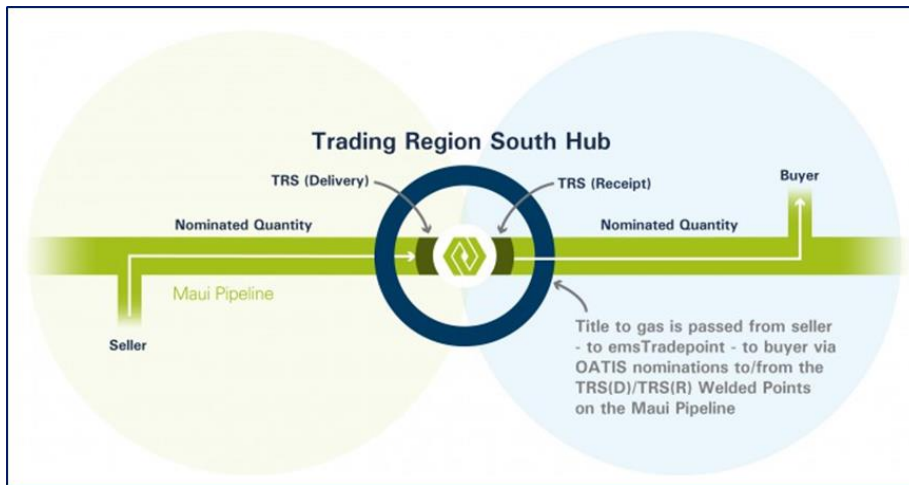 Trading Region South Hub
TRS (Delivery)
TRS (Receipt)
Buyer
Nominated Quantity
Nominated Quantity
Maui Pipeline
Seller
Title to gas is passed from seller
- to emsTradepoint - to buyer via
OATIS nominations to/from the
TRS(D)/TRS(R) Welded Points
on the Maui Pipeline